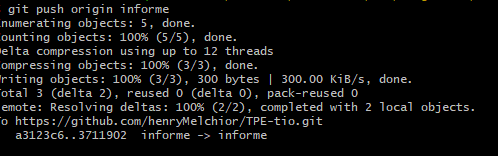 git push origin informe
numerating objects: 5, done.
ounting objects: 100% (5/5), done.
elta compression using up to 12 threads
ompressing objects: 100% (3/3), done.
riting objects: 100% (3/3), 300 bytes | 300.00 KiB/s, done.
otal 3 (delta 2), reused 0 (delta 0), pack-reused 0
emote: Resolving deltas: 100% (2/2), completed with 2 local objects.
o https://github.com/henryMelchior/TPE-tio.git
a3123c6..3711902 informe -> informe